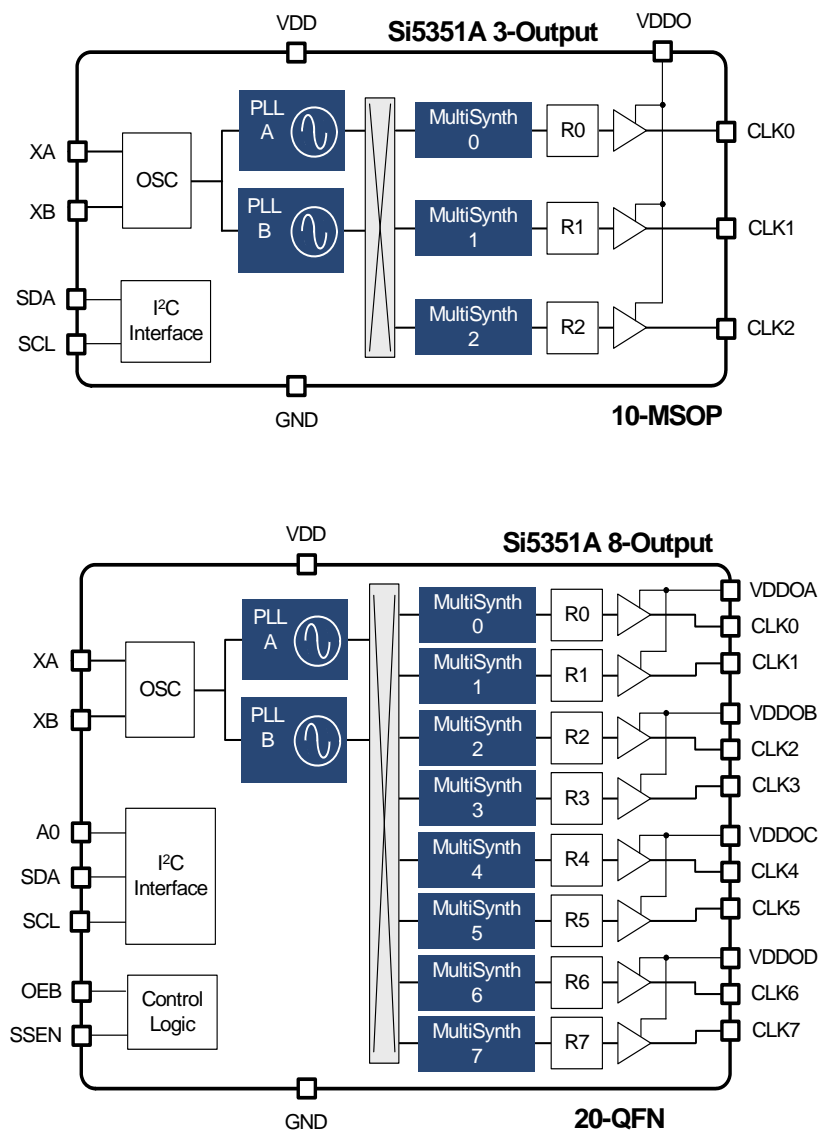 VDD
Si5351A 3-Output
VDDO
PLL
A
MultiSynth
0
R0
CLK0
XA
OSC
XB
PLL
B
MultiSynth
1
R1
CLK1
SDA
I²C
Interface
SCL
MultiSynth
2
R2
CLK2
GND
10-MSOP
VDD
Si5351A 8-Output
PLL
A
MultiSynth
0
R0
VDDOA
CLK0
XA
OSC
XB
MultiSynth
1
R1
CLK1
PLL
B
MultiSynth
2
R2
VDDOB
CLK2
MultiSynth
3
R3
CLK3
A0
I²C
Interface
SDA
SCL
MultiSynth
4
R4
VDDOC
CLK4
MultiSynth
5
R5
CLK5
OEB
Control
Logic
SSEN
MultiSynth
6
R6
VDDOD
CLK6
MultiSynth
7
R7
CLK7
GND
20-QFN